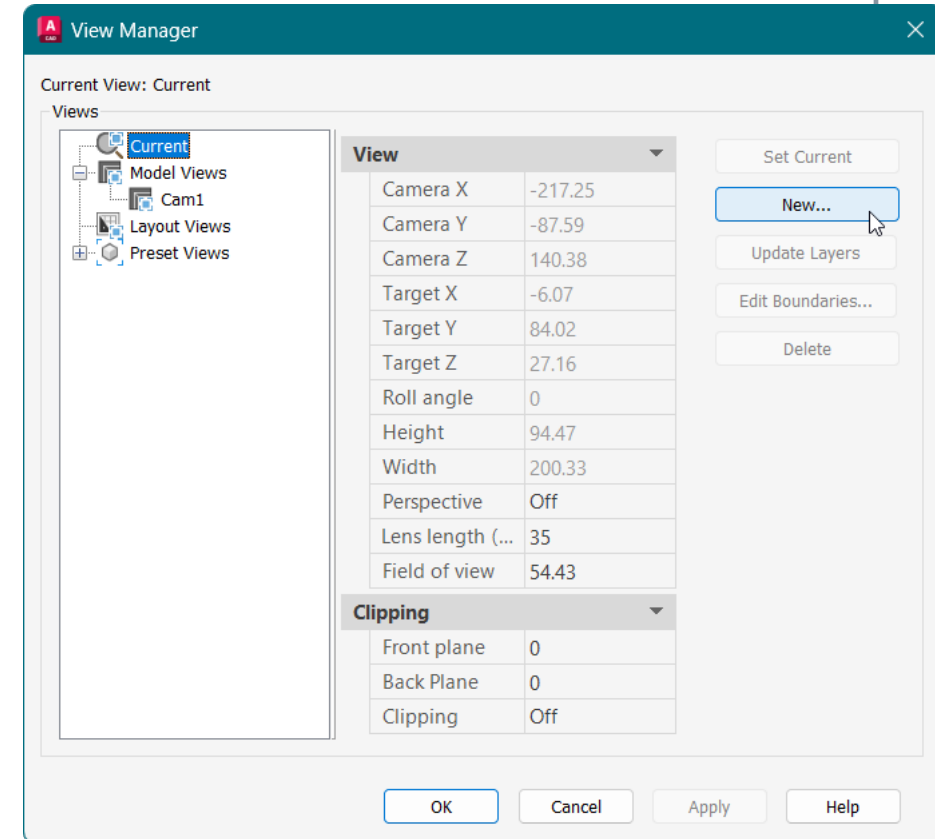 A
CAD
View Manager
Current View: Current
Views
Current
Model Views
Cam1
Layout Views
Preset Views
View
Camera X -217.25
Camera Y -87.59
Camera Z 140.38
Target X -6.07
Target Y 84.02
Target Z 27.16
Roll angle 0
Height 94.47
Width 200.33
Perspective Off
Lens length (... 35
Field of view 54.43
Clipping
Front plane 0
Back Plane 0
Clipping Off
Set Current
New...
Update Layers
Edit Boundaries...
Delete
OK Cancel Apply Help